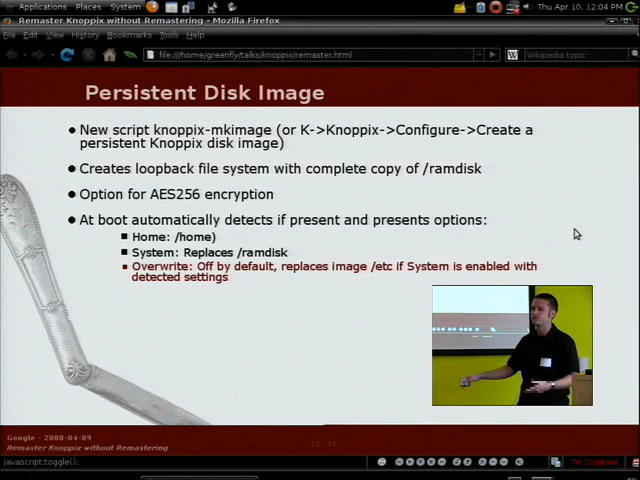 Applications Places System Thu Apr 10, 12:04 PM
Remaster Knoppix without Remastering - Mozilla Firefox
File Edit View History Bookmarks Tools Help
file:///home/greenfly/talks/knoppix/remaster.html wikipedia topic
Persistent Disk Image
New script knoppix-mkimage (or K->Knoppix->Configure->Create a
persistent Knoppix disk image)
Creates loopback file system with complete copy of /ramdisk
Option for AES256 encryption
At boot automatically detects if present and presents options:
Home: /home)
System: Replaces /ramdisk
Overwrite: Off by default, replaces image /etc if System is enabled with
detected settings
Google - 2008-04-09
Remaster Knoppix without Remastering
javascript:toggle(); Tor Disabled